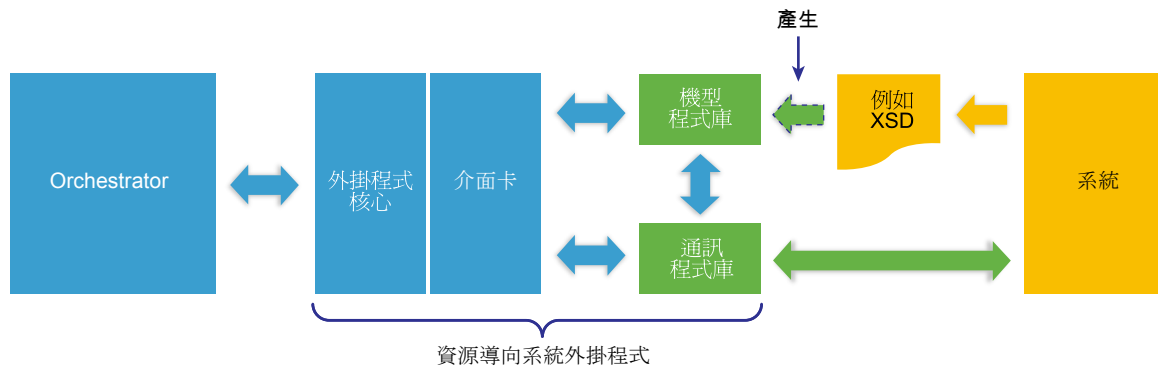 產生
Orchestrator
外掛程式
核心
介面卡
機型
程式庫
例如
XSD
系統
通訊
程式庫
資源導向系統外掛程式